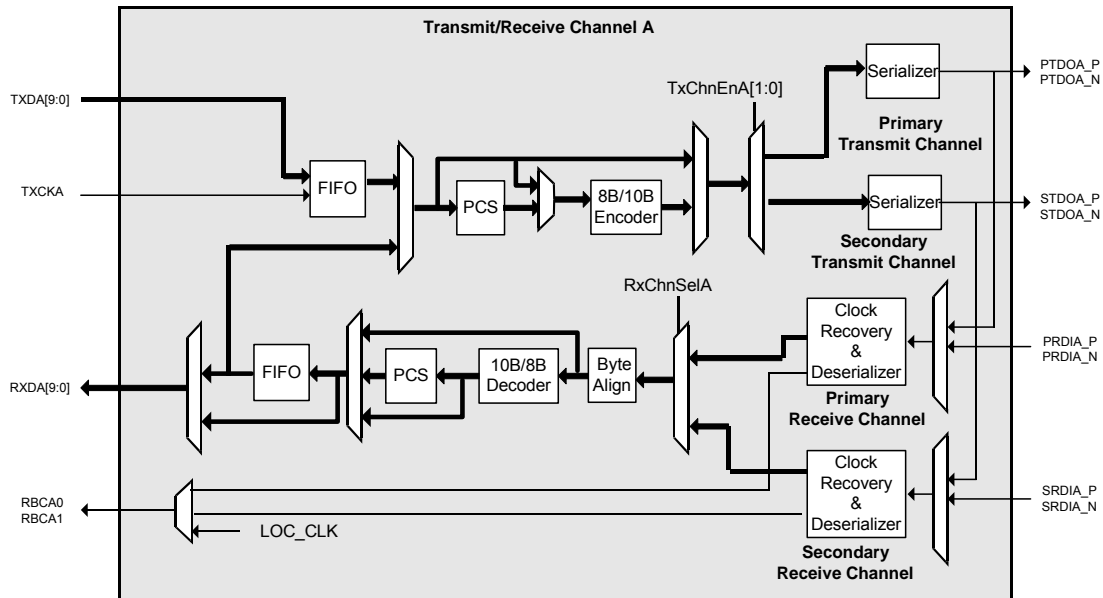 Transmit/Receive Channel A
TXDA[9:0]
TXCKA
FIFO
PCS
8B/10B
Encoder
TxChnEnA[1:0]
Serializer
Primary
Transmit Channel
PTDOA_P
PTDOA_N
Serializer
Secondary
Transmit Channel
STDOA_P
STDOA_N
RXDA[9:0]
FIFO
PCS
10B/8B
Decoder
Byte
Align
RxChnSelA
Clock
Recovery
&
Deserializer
Primary
Receive Channel
PRDIA_P
PRDIA_N
RBCA0
RBCA1
LOC_CLK
Clock
Recovery
&
Deserializer
Secondary
Receive Channel
SRDIA_P
SRDIA_N